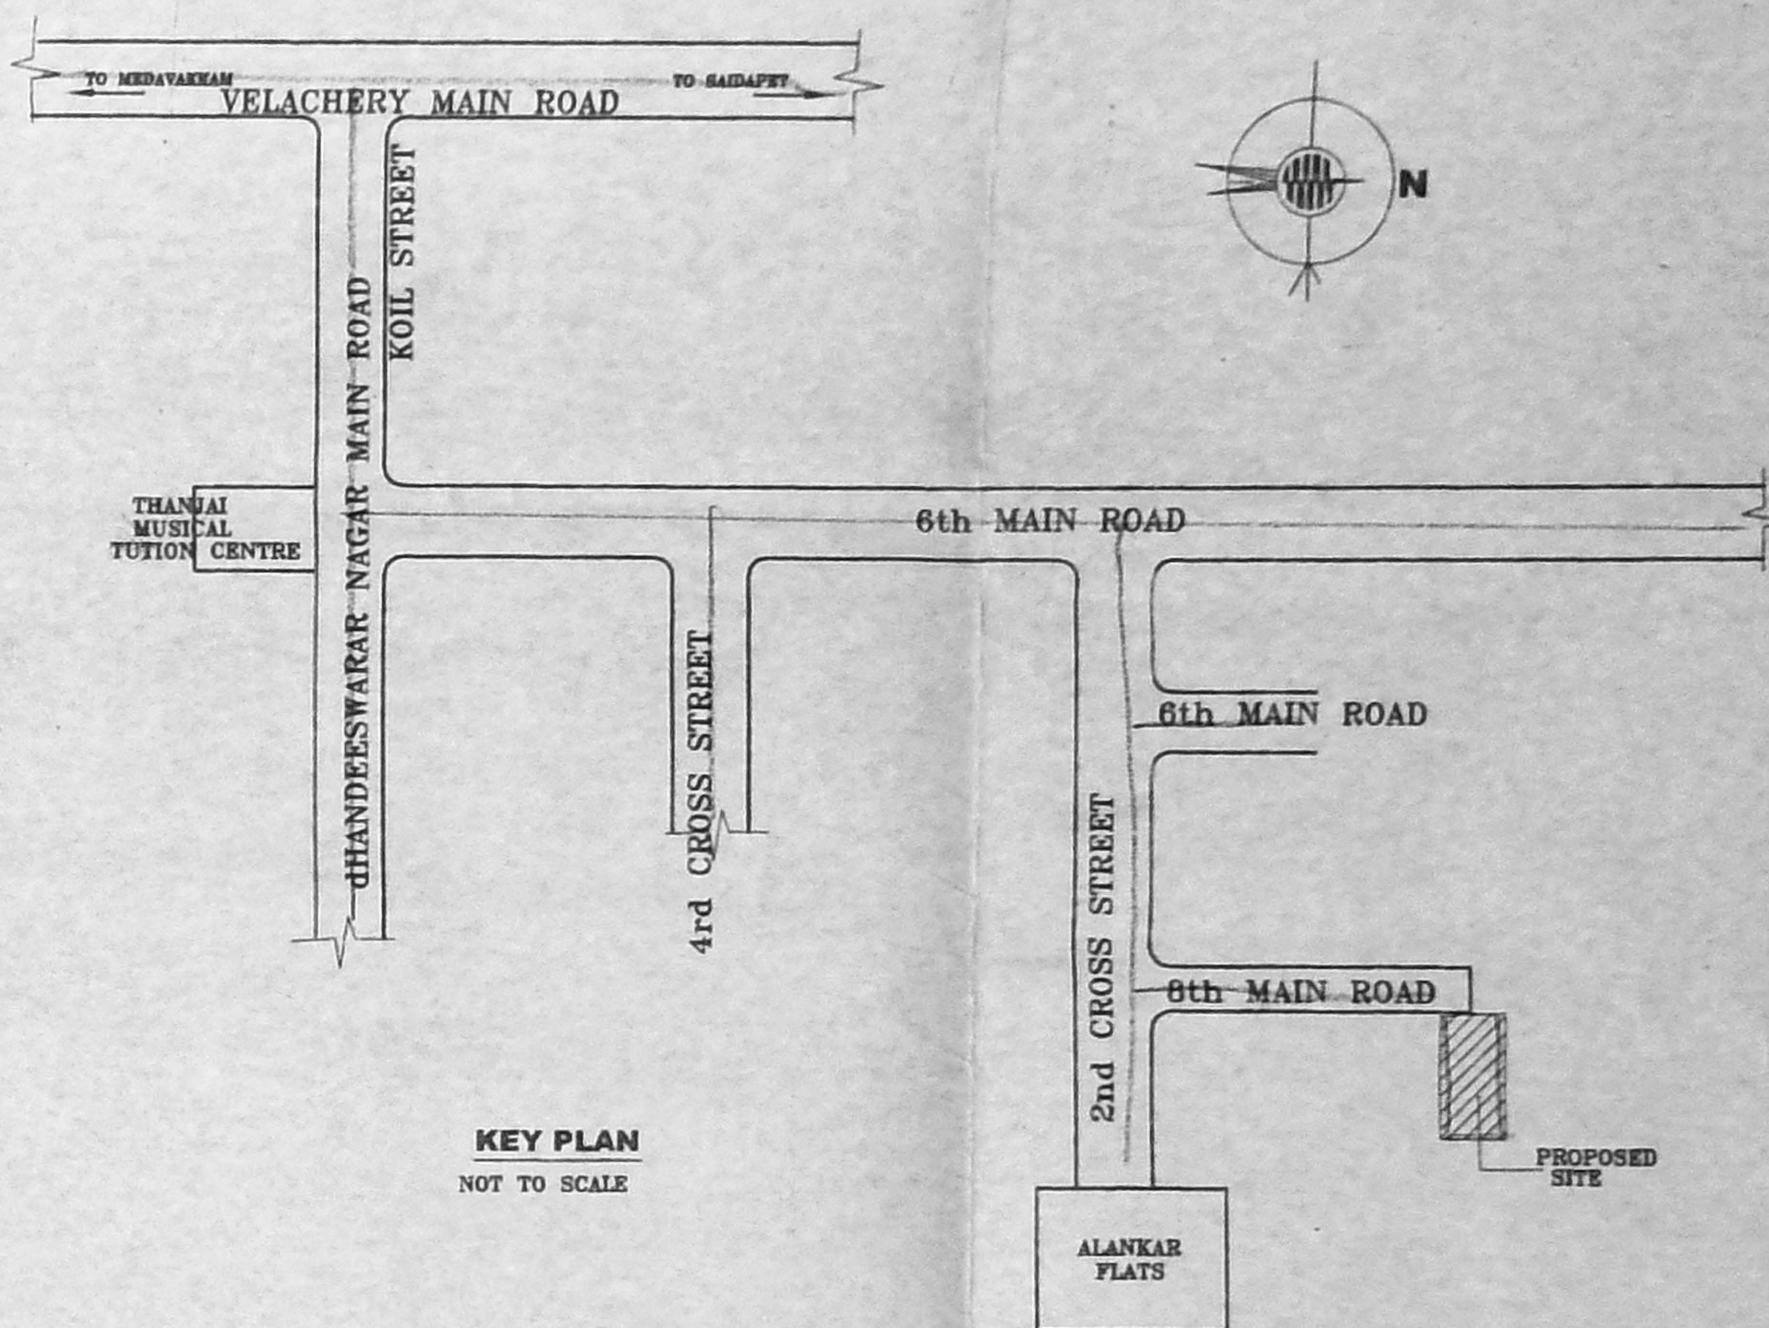 TO MEDAVAKKAM
TO SAIDAPET
VELACHERY MAIN ROAD
KOIL STREET
dHANDEESWARAR NAGAR MAIN ROAD
N
THANJAI
MUSICAL
TUTION CENTRE
6th MAIN ROAD
4rd CROSS STREET
6th MAIN ROAD
2nd CROSS STREET
8th MAIN ROAD
PROPOSED
SITE
KEY PLAN
NOT TO SCALE
ALANKAR
FLATS